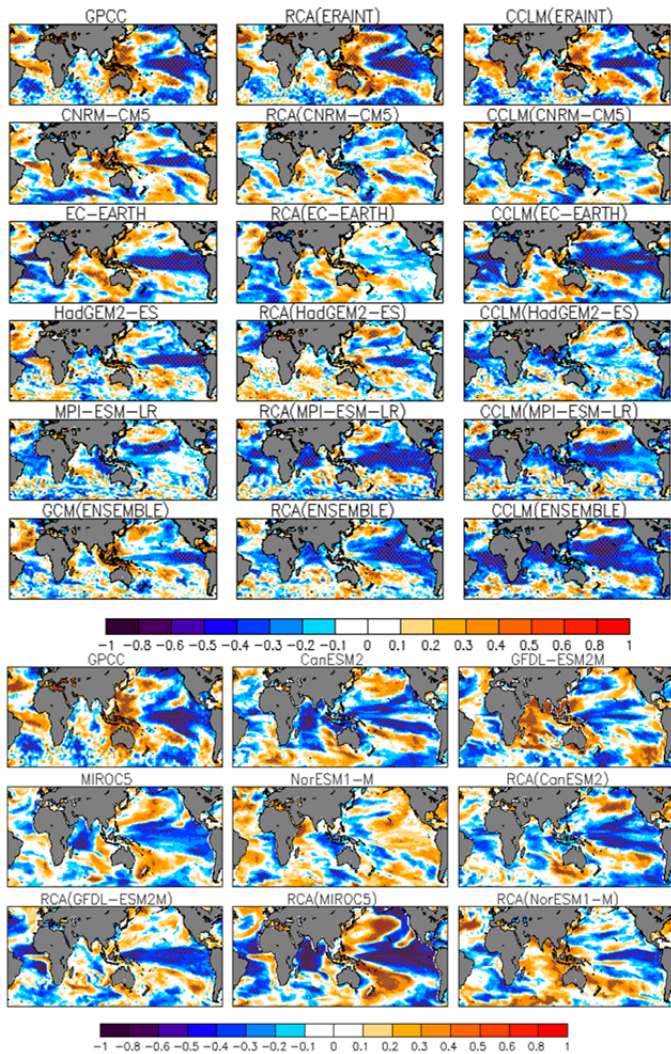 GPCC RCA(ERAINT) CCLM(ERAINT)
CNRM-CM5 RCA(CNRM-CM5) CCLM(CNRM-CM5)
EC-EARTH RCA(EC-EARTH) CCLM(EC-EARTH)
HadGEM2-ES RCA(HadGEM2-ES) CCLM(HadGEM2-ES)
MPI-ESM-LR RCA(MPI-ESM-LR) CCLM(MPI-ESM-LR)
GCM(ENSEMBLE) RCA(ENSEMBLE) CCLM(ENSEMBLE)
-1 -0.8 -0.6 -0.5 -0.4 -0.3 -0.2 -0.1 0 0.1 0.2 0.3 0.4 0.5 0.6 0.8 1
GPCC CanESM2 GFDL-ESM2M
MIROC5 NorESM1-M RCA(CanESM2)
RCA(GFDL-ESM2M) RCA(MIROC5) RCA(NorESM1-M)
-1 -0.8 -0.6 -0.5 -0.4 -0.3 -0.2 -0.1 0 0.1 0.2 0.3 0.4 0.5 0.6 0.8 1